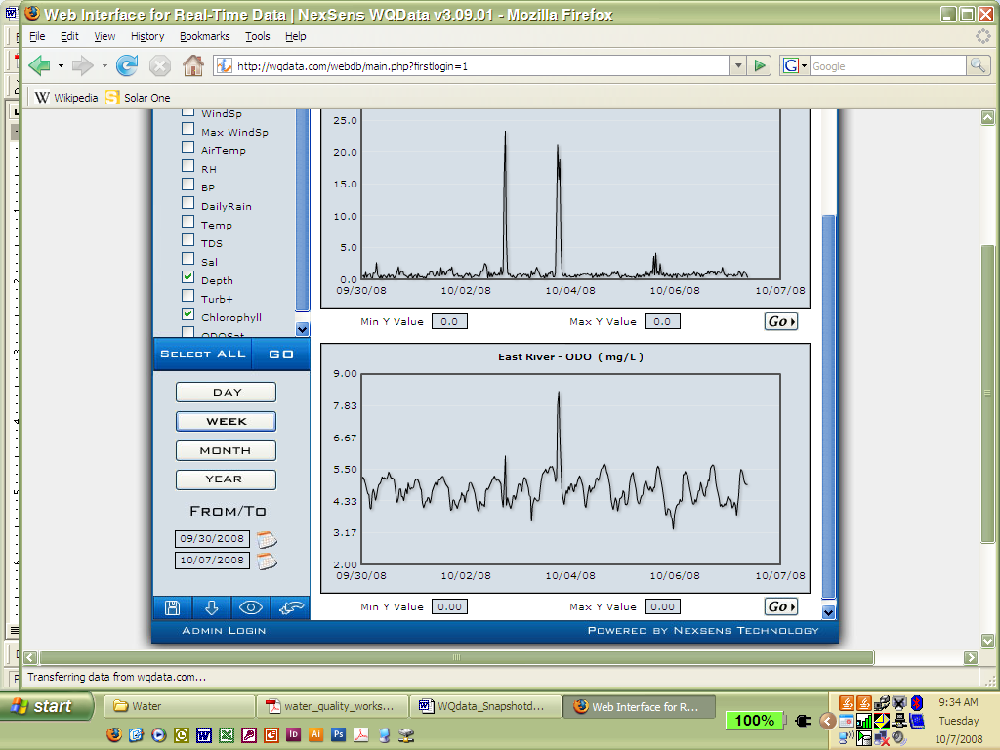 Web Interface for Real-Time Data | NexSens WQData v3.09.01 - Mozilla Firefox
File Edit View History Bookmarks Tools Help
http://wqdata.com/webdb/main.php?firstlogin=1
G Google
W Wikipedia S Solar One
WindSp
Max WindSp
AirTemp
RH
BP
DailyRain
Temp
TDS
Sal
Depth
Turb+
Chlorophyll
ODOSat
SELECT ALL GO
DAY
WEEK
MONTH
YEAR
FROM/TO
09/30/2008
10/07/2008
25.0
20.0
15.0
10.0
5.0
0.0
09/30/08 10/02/08 10/04/08 10/06/08 10/07/08
Min Y Value 0.0 Max Y Value 0.0 Go
East River - ODO ( mg/L )
9.00
7.83
6.67
5.50
4.33
3.17
2.00
09/30/08 10/02/08 10/04/08 10/06/08 10/07/08
Min Y Value 0.00 Max Y Value 0.00 Go
ADMIN LOGIN POWERED BY NEXSENS TECHNOLOGY
Transferring data from wqdata.com...
start Water water_quality_works... WQdata_Snapshotd... Web Interface for R...
100%
9:34 AM
Tuesday
10/7/2008